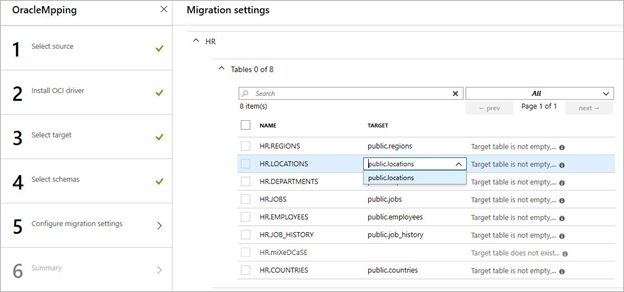 OracleMpping
1 Select source
2 Install OCI driver
3 Select target
4 Select schemas
5 Configure migration settings
6 Summary
Migration settings
HR
Tables 0 of 8
Search All
8 item(s) ← prev Page 1 of 1 next →
NAME TARGET
HR.REGIONS public.regions Target table is not empty,...
HR.LOCATIONS public.locations Target table is not empty,...
public.locations
HR.DEPARTMENTS Target table is not empty,...
HR.JOBS public.jobs Target table is not empty,...
HR.EMPLOYEES public.employees Target table is not empty,...
HR.JOB_HISTORY public.job_history Target table is not empty,...
HR.miXeDCaSE Target table does not exist...
HR.COUNTRIES public.countries Target table is not empty,...